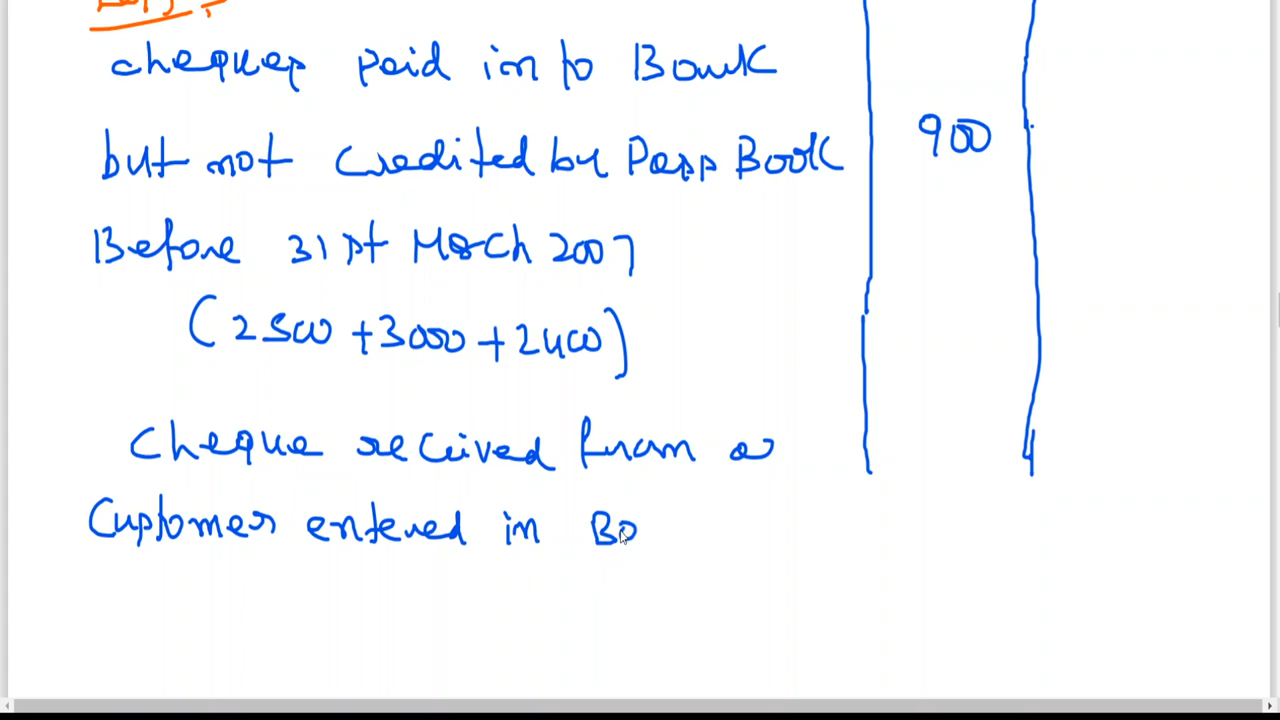 cheques paid in to Bank
but not credited by Pass Book
900
Before 31st March 2007
(2500 + 3000 + 2400)
Cheque received from a
Customer entered in Bo